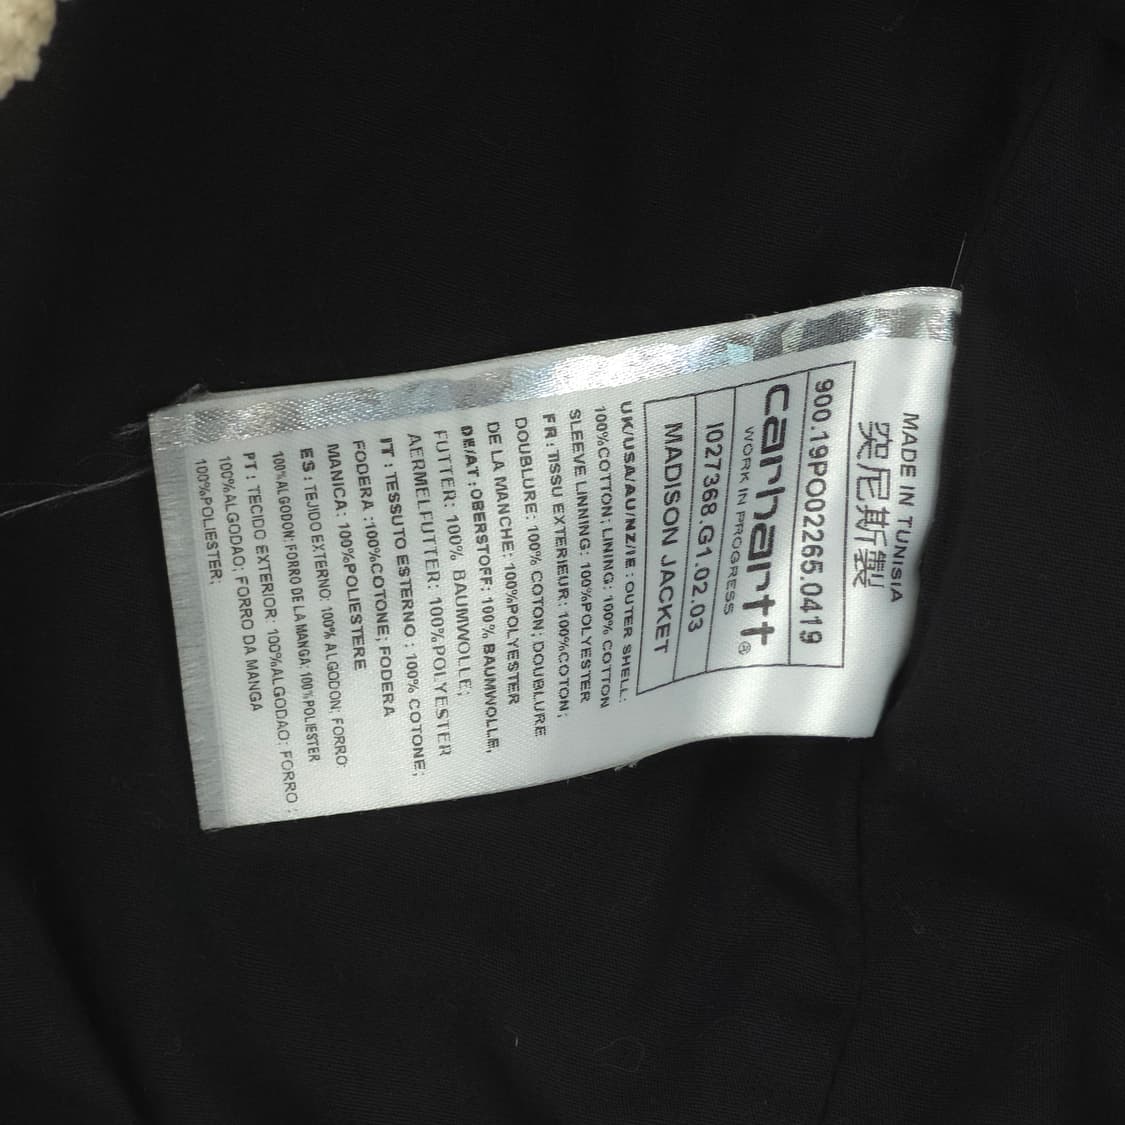 MADE IN TUNISIA
突尼斯製
900.19PO02265.0419
carhartt®
WORK IN PROGRESS
I027368.G1.02.03
MADISON JACKET
UK/USA/AU/NZ/IE : OUTER SHELL:
100%COTTON; LINING: 100% COTTON
SLEEVE LINNING: 100%POLYESTER
FR : TISSU EXTERIEUR: 100%COTON;
DOUBLURE: 100% COTON; DOUBLURE
DE LA MANCHE: 100%POLYESTER
DE/AT : OBERSTOFF: 100% BAUMWOLLE,
FUTTER: 100% BAUMWOLLE;
AERMELFUTTER: 100%POLYESTER
IT : TESSUTO ESTERNO : 100% COTONE;
FODERA :100%COTONE; FODERA
MANICA: 100%POLIESTERE
ES : TEJIDO EXTERNO: 100% ALGODON; FORRO:
100%ALGODON; FORRO DE LA MANGA: 100%POLIESTER
PT : TECIDO EXTERIOR: 100%ALGODAO; FORRO :
100%ALGODAO; FORRO DA MANGA
100%POLIESTER;